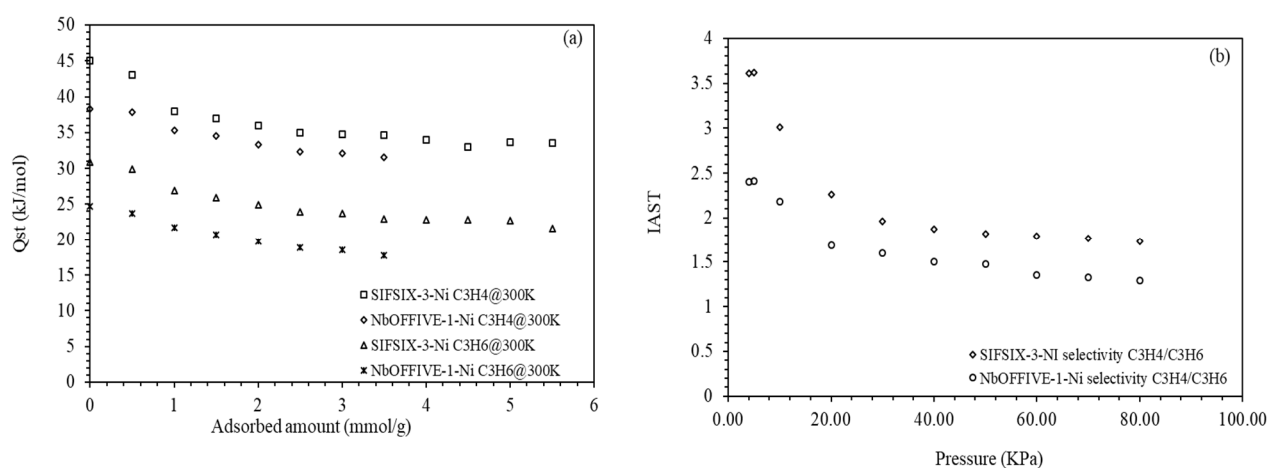 (a)
50
45
40
35
30
25
20
15
10
5
0
Qst (kJ/mol)
SIFSIX-3-Ni C3H4@300K
NbOFFIVE-1-Ni C3H4@300K
SIFSIX-3-Ni C3H6@300K
NbOFFIVE-1-Ni C3H6@300K
0 1 2 3 4 5 6
Adsorbed amount (mmol/g)
(b)
4
3.5
3
2.5
2
1.5
1
0.5
0
IAST
SIFSIX-3-NI selectivity C3H4/C3H6
NbOFFIVE-1-Ni selectivity C3H4/C3H6
0.00 20.00 40.00 60.00 80.00 100.00
Pressure (KPa)